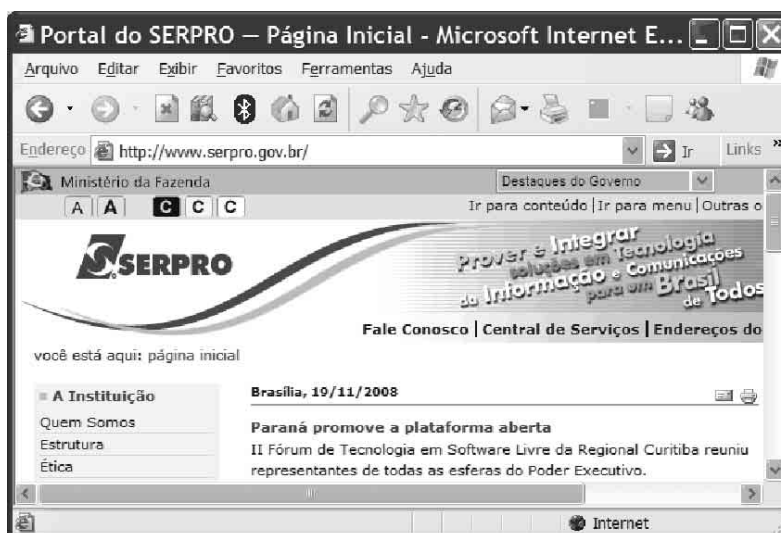 Portal do SERPRO — Página Inicial - Microsoft Internet E...
Arquivo Editar Exibir Favoritos Ferramentas Ajuda
Endereço http://www.serpro.gov.br/ Ir Links »
Ministério da Fazenda Destaques do Governo
A A C C C Ir para conteúdo | Ir para menu | Outras o
SERPRO
Prover e Integrar
soluções em Tecnologia
da Informação e Comunicações
para um Brasil
de Todos
Fale Conosco | Central de Serviços | Endereços do
você está aqui: página inicial
A Instituição
Quem Somos
Estrutura
Ética
Brasília, 19/11/2008
Paraná promove a plataforma aberta
II Fórum de Tecnologia em Software Livre da Regional Curitiba reuniu
representantes de todas as esferas do Poder Executivo.
Internet